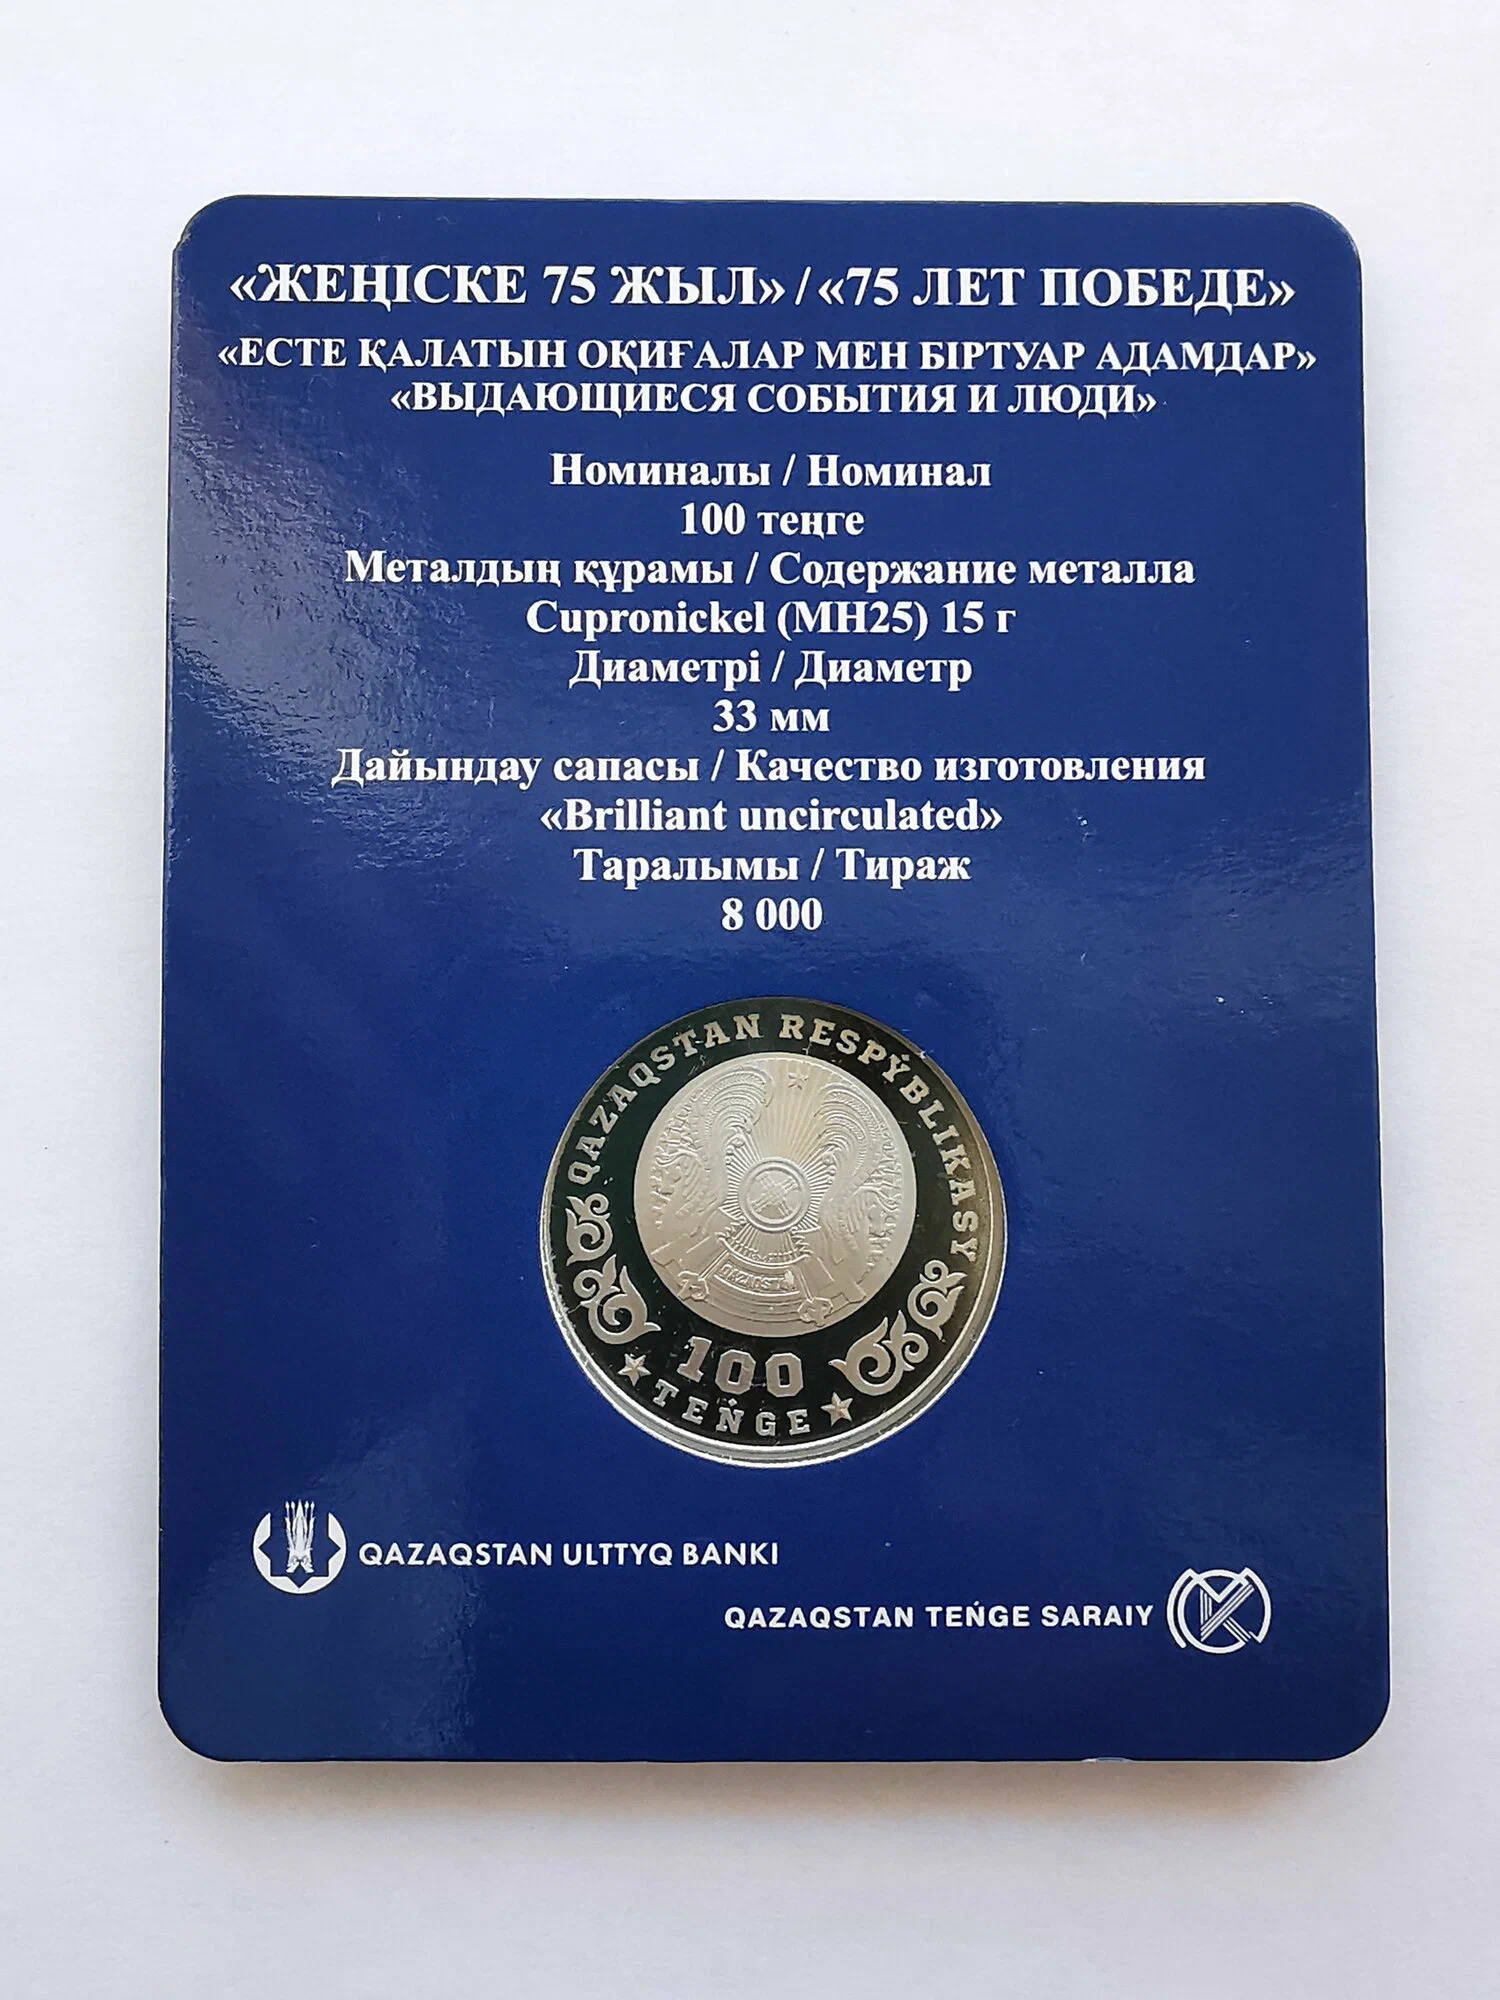 «ЖЕҢІСКЕ 75 ЖЫЛ» / «75 ЛЕТ ПОБЕДЕ»
«ЕСТЕ ҚАЛАТЫН ОҚИҒАЛАР МЕН БІРТУАР АДАМДАР»
«ВЫДАЮЩИЕСЯ СОБЫТИЯ И ЛЮДИ»
Номиналы / Номинал
100 теңге
Металдың құрамы / Содержание металла
Cupronickel (МН25) 15 г
Диаметрі / Диаметр
33 мм
Дайындау сапасы / Качество изготовления
«Brilliant uncirculated»
Таралымы / Тираж
8 000
QAZAQSTAN RESPÝBLIKASY
QAZAQSTAN
100
TEŃGE
QAZAQSTAN ULTTYQ BANKI
QAZAQSTAN TEŃGE SARAIY